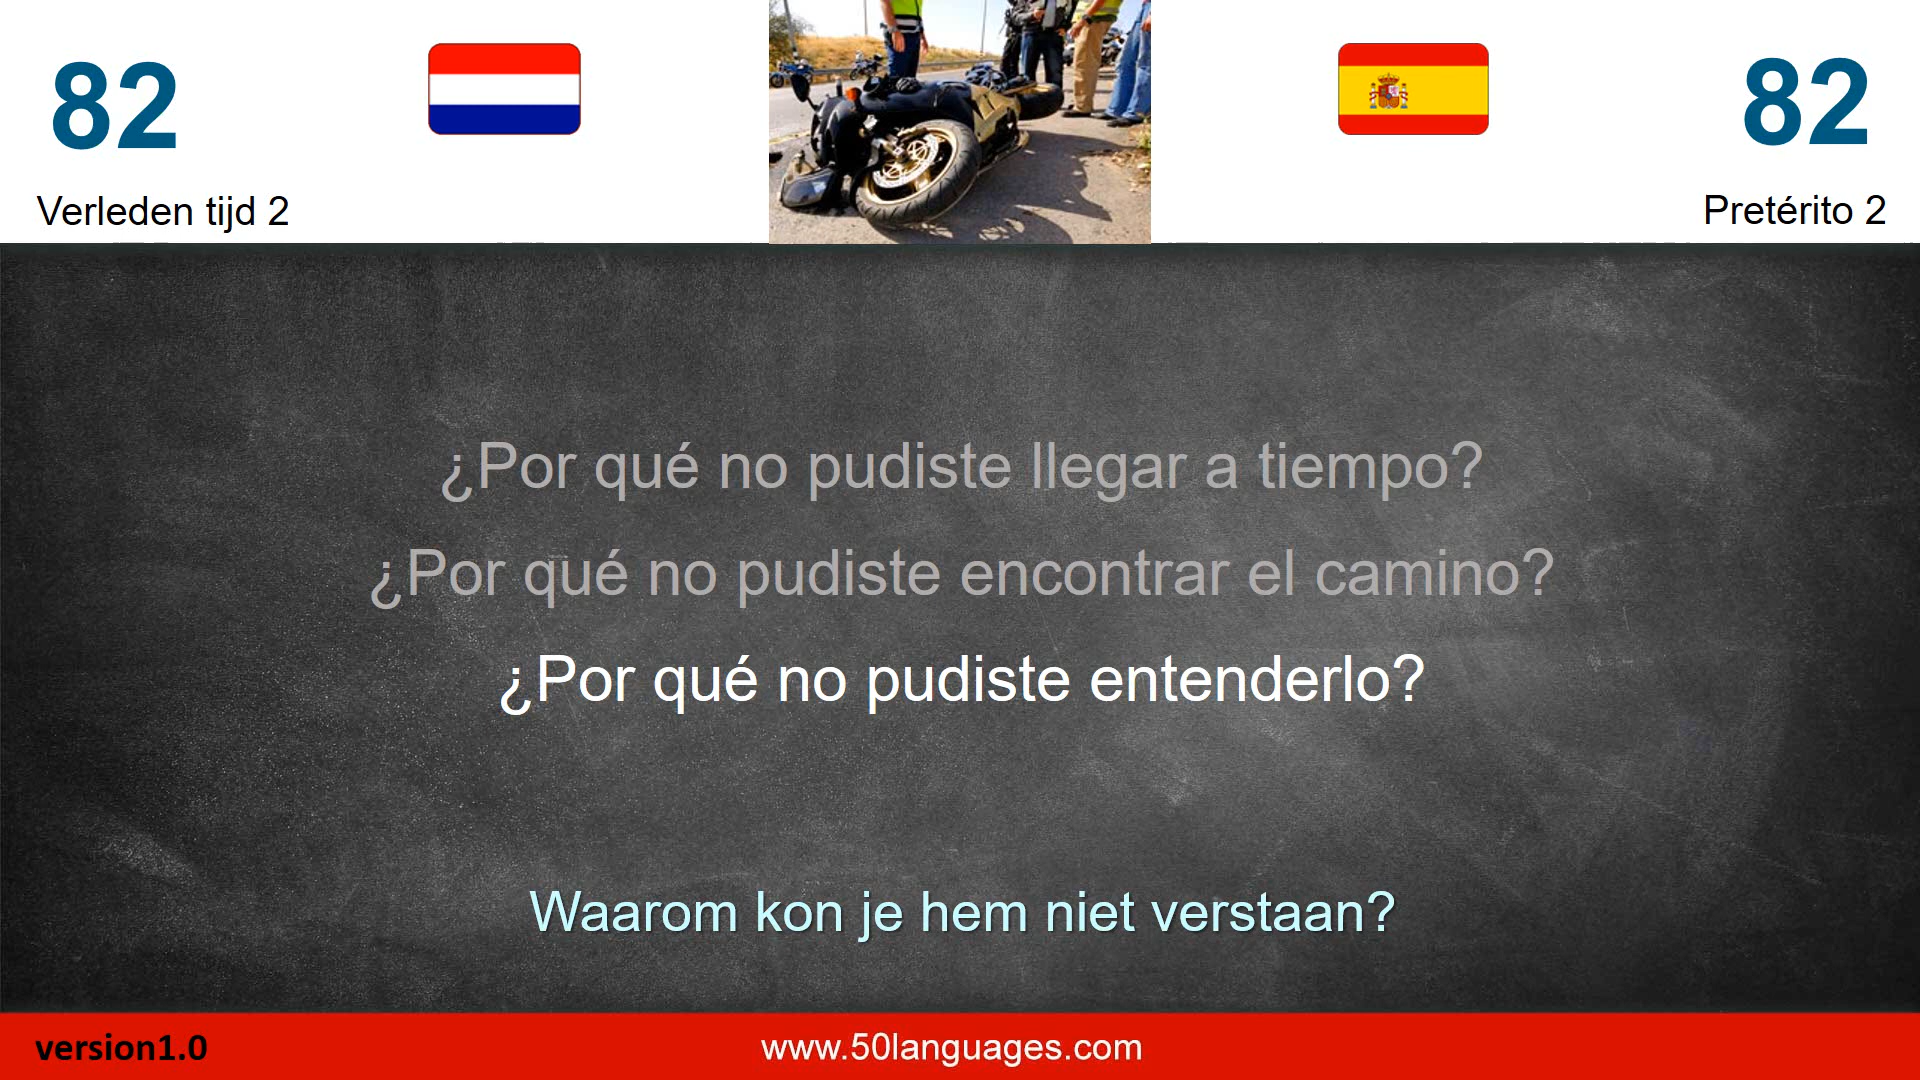 82
82
Verleden tijd 2
Pretérito 2
¿Por qué no pudiste llegar a tiempo?
¿Por qué no pudiste encontrar el camino?
¿Por qué no pudiste entenderlo?
Waarom kon je hem niet verstaan?
version1.0
www.50languages.com